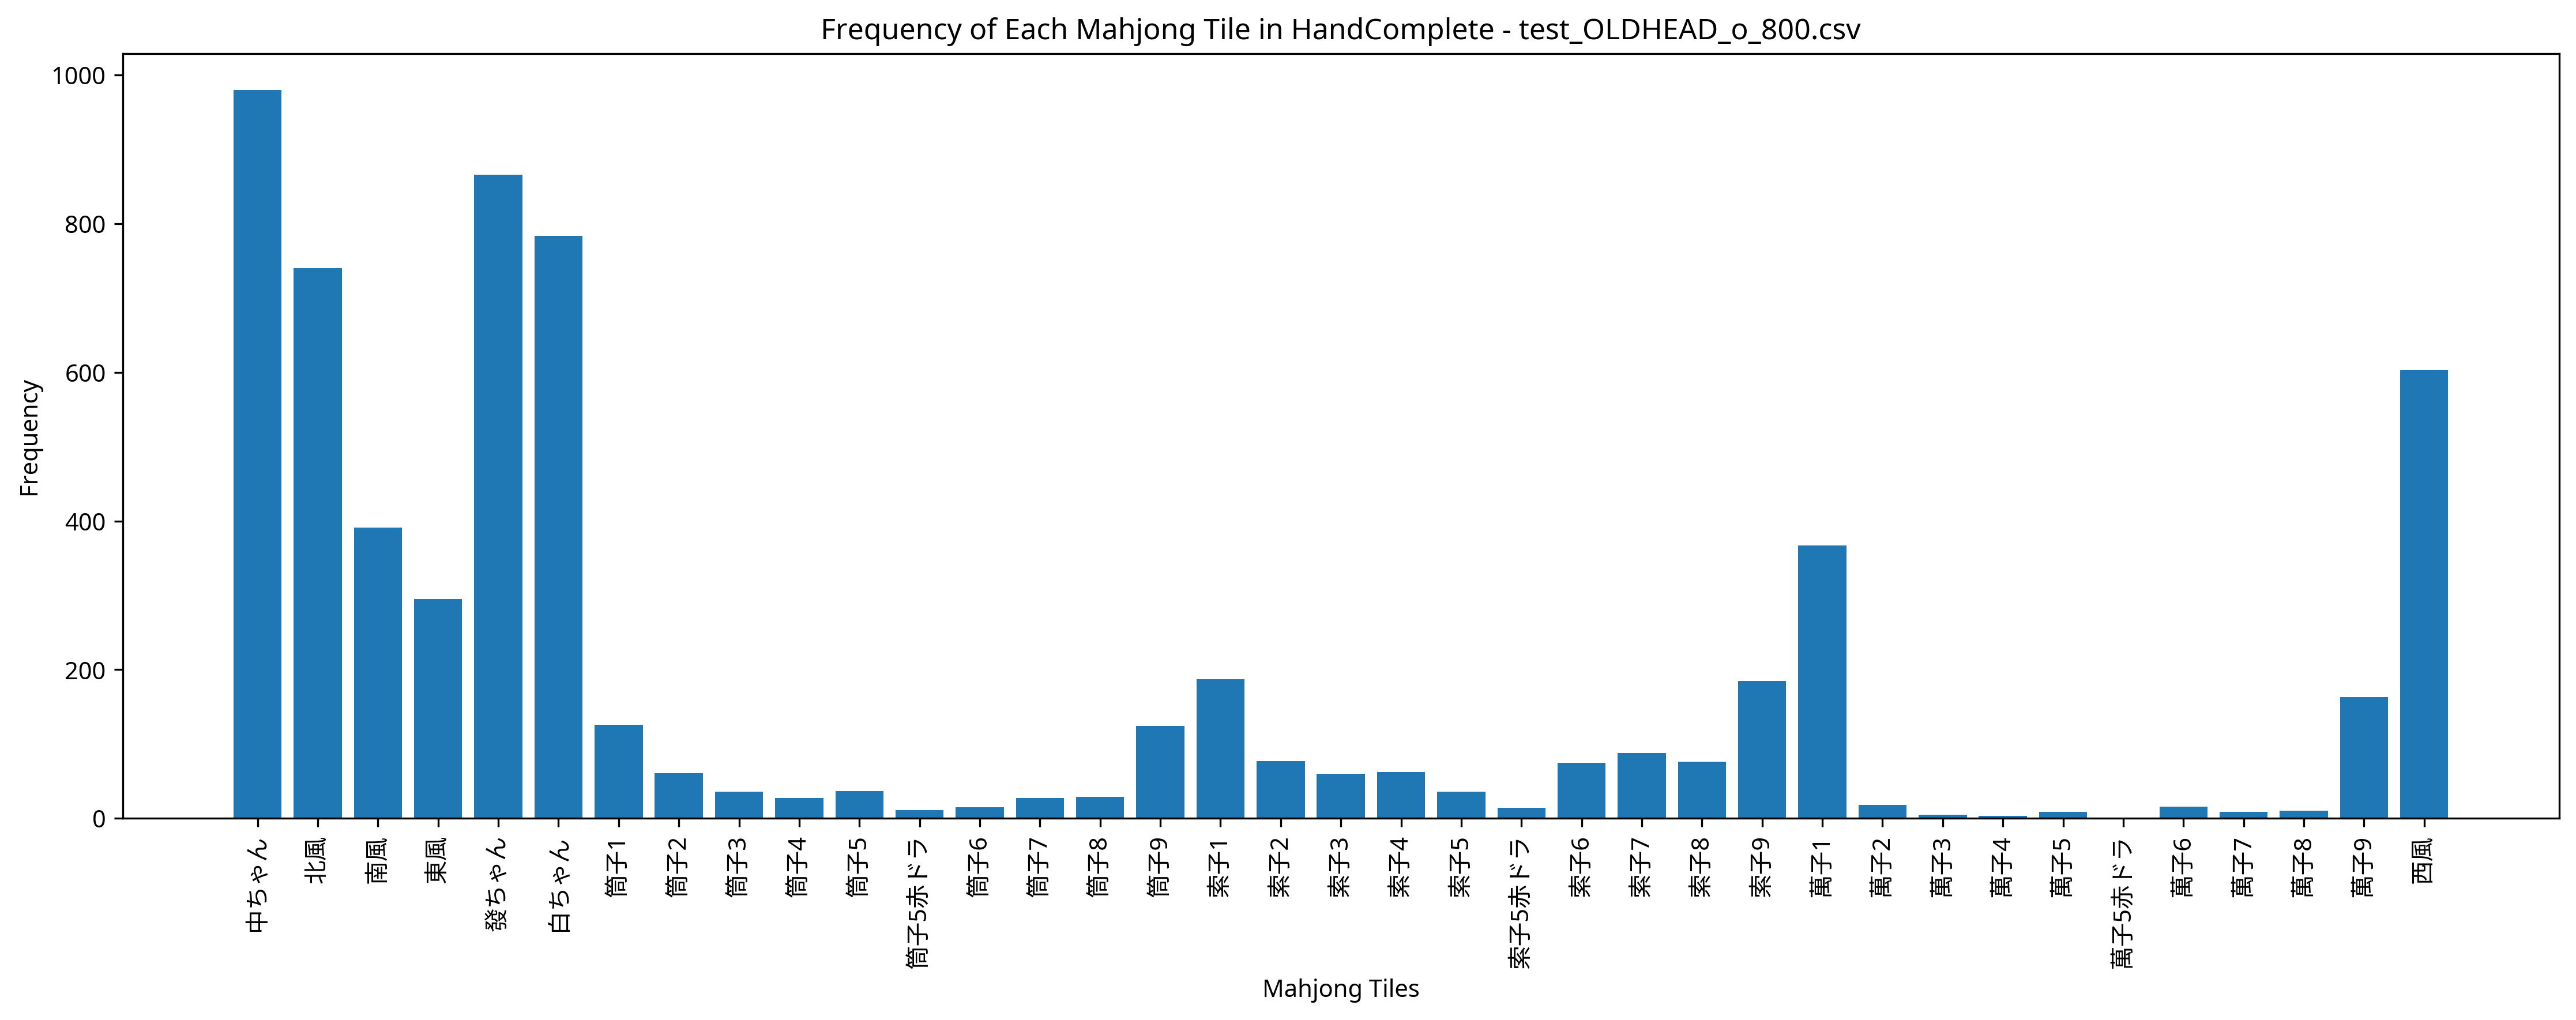 Frequency of Each Mahjong Tile in HandComplete - test_OLDHEAD_o_800.csv
Frequency
1000
800
600
400
200
0
中ちゃん
北風
南風
東風
發ちゃん
白ちゃん
筒子1
筒子2
筒子3
筒子4
筒子5
筒子5赤ドラ
筒子6
筒子7
筒子8
筒子9
索子1
索子2
索子3
索子4
索子5
索子5赤ドラ
索子6
索子7
索子8
索子9
萬子1
萬子2
萬子3
萬子4
萬子5
萬子5赤ドラ
萬子6
萬子7
萬子8
萬子9
西風
Mahjong Tiles